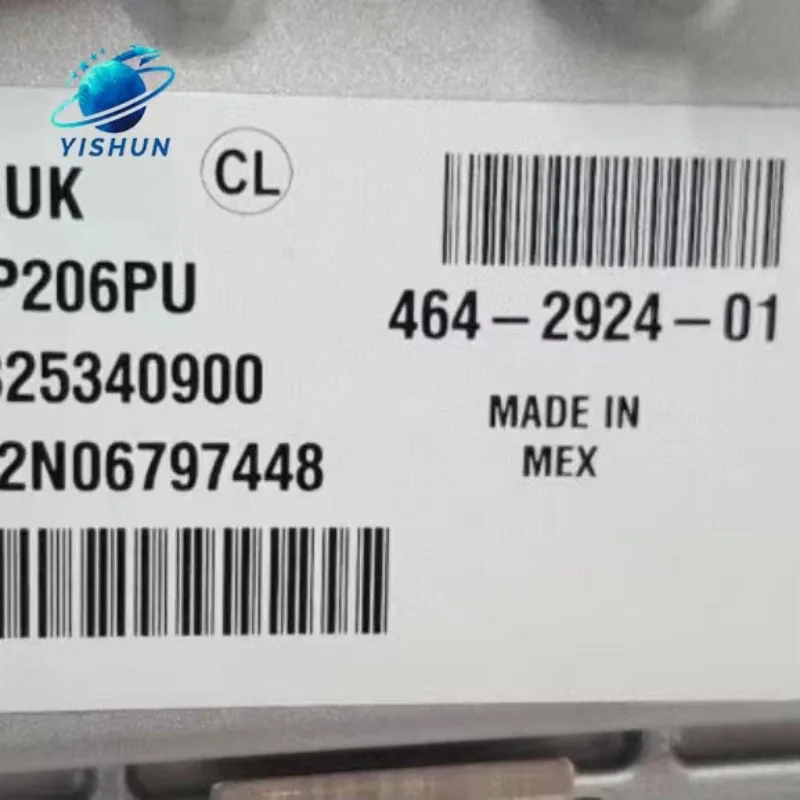 YISHUN
UK
CL
P206PU
464-2924-01
325340900
MADE IN
MEX
2N06797448